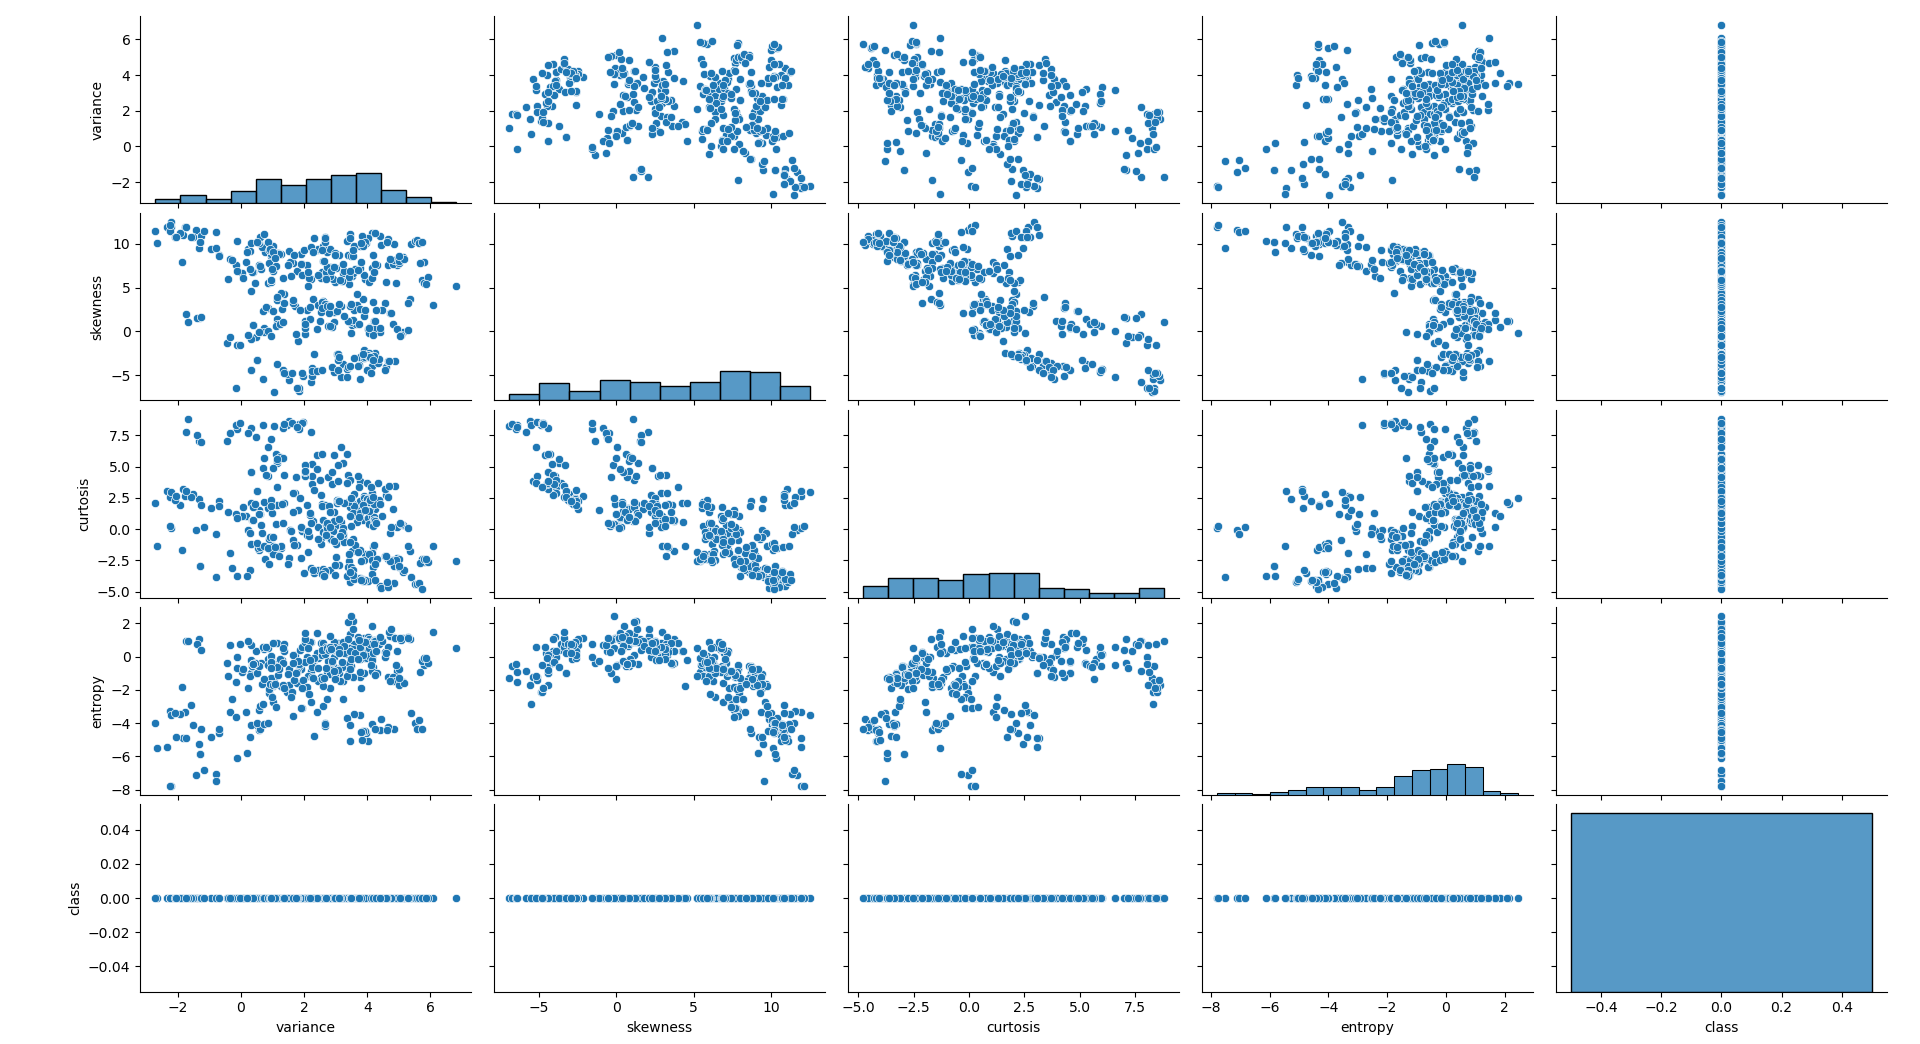 variance
6
4
2
0
−2
skewness
10
5
0
−5
curtosis
7.5
5.0
2.5
0.0
−2.5
−5.0
entropy
2
0
−2
−4
−6
−8
class
0.04
0.02
0.00
−0.02
−0.04
−2 0 2 4 6
variance
−5 0 5 10
skewness
−5.0 −2.5 0.0 2.5 5.0 7.5
curtosis
−8 −6 −4 −2 0 2
entropy
−0.4 −0.2 0.0 0.2 0.4
class